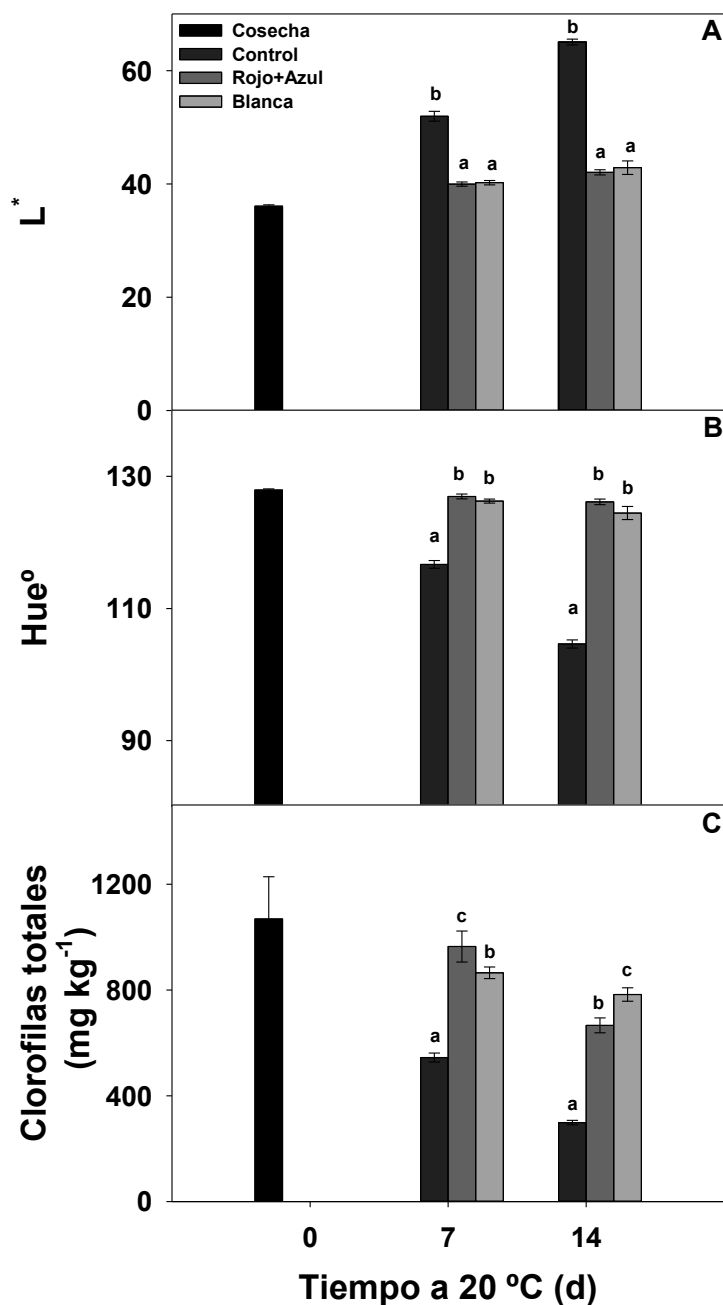 A
Cosecha
Control
Rojo+Azul
Blanca
60
40
20
0
L*
b
a
a
b
a
a
B
130
110
90
Hueº
a
b
b
a
b
b
C
1200
800
400
0
Clorofilas totales
(mg kg⁻¹)
a
c
b
a
b
c
0 7 14
Tiempo a 20 ºC (d)